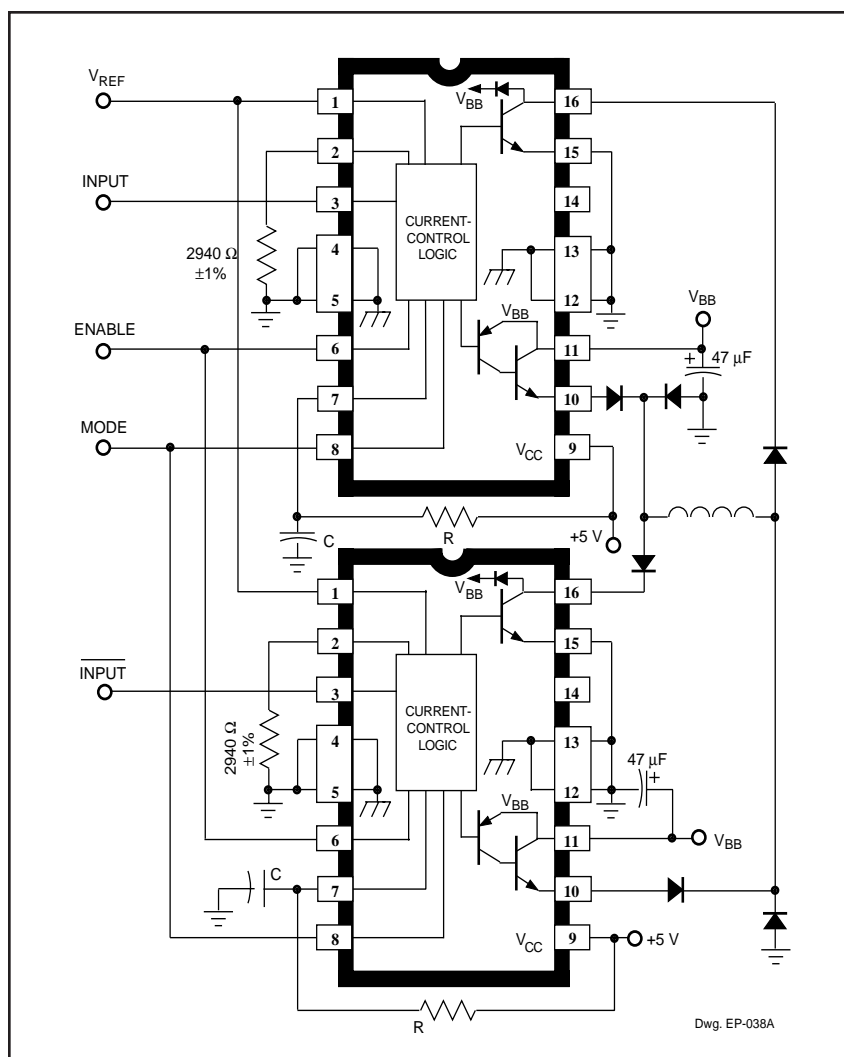 V_REF
INPUT
ENABLE
MODE
2940 Ω
±1%
1
2
3
4
5
6
7
8
CURRENT-
CONTROL
LOGIC
V_BB
V_BB
V_CC
16
15
14
13
12
11
10
9
V_BB
+
47 µF
C
R
+5 V
INPUT
2940 Ω
±1%
1
2
3
4
5
6
7
8
CURRENT-
CONTROL
LOGIC
V_BB
V_BB
V_CC
16
15
14
13
12
11
10
9
47 µF
+
V_BB
+5 V
C
R
Dwg. EP-038A